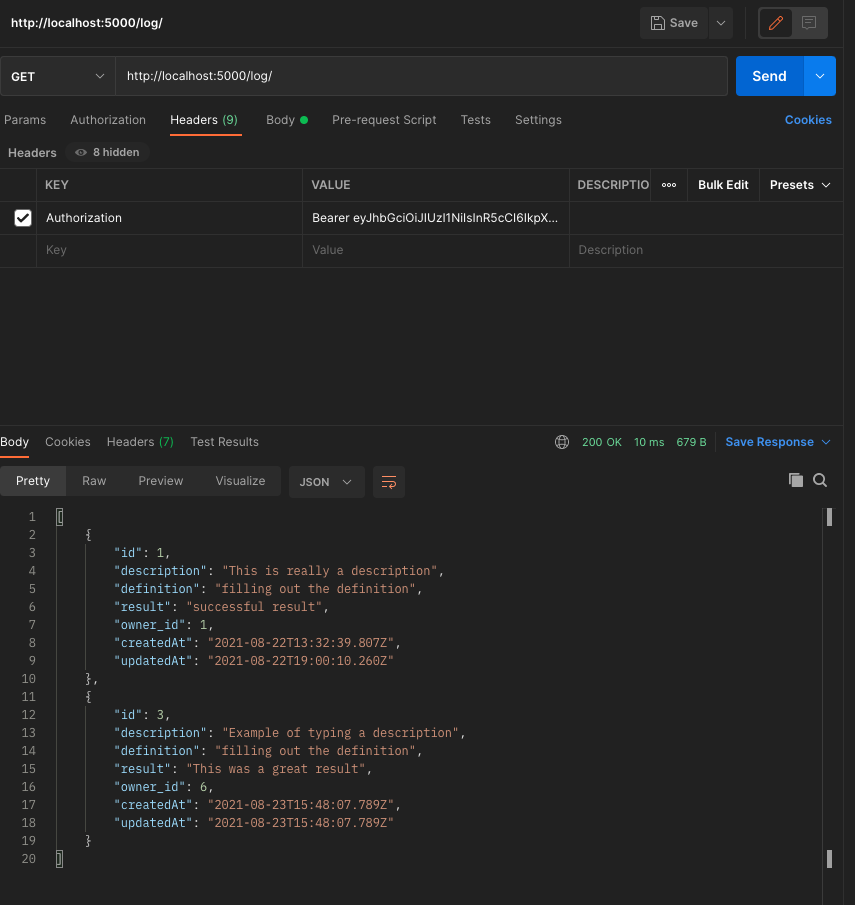 http://localhost:5000/log/
Save
GET http://localhost:5000/log/ Send
Params Authorization Headers (9) Body Pre-request Script Tests Settings Cookies
Headers 8 hidden
KEY VALUE DESCRIPTIO ooo Bulk Edit Presets
Authorization Bearer eyJhbGciOiJIUzI1NiIsInR5cCI6IkpX...
Key Value Description
Body Cookies Headers (7) Test Results 200 OK 10 ms 679 B Save Response
Pretty Raw Preview Visualize JSON
1 [
2 {
3 "id": 1,
4 "description": "This is really a description",
5 "definition": "filling out the definition",
6 "result": "successful result",
7 "owner_id": 1,
8 "createdAt": "2021-08-22T13:32:39.807Z",
9 "updatedAt": "2021-08-22T19:00:10.260Z"
10 },
11 {
12 "id": 3,
13 "description": "Example of typing a description",
14 "definition": "filling out the definition",
15 "result": "This was a great result",
16 "owner_id": 6,
17 "createdAt": "2021-08-23T15:48:07.789Z",
18 "updatedAt": "2021-08-23T15:48:07.789Z"
19 }
20 ]